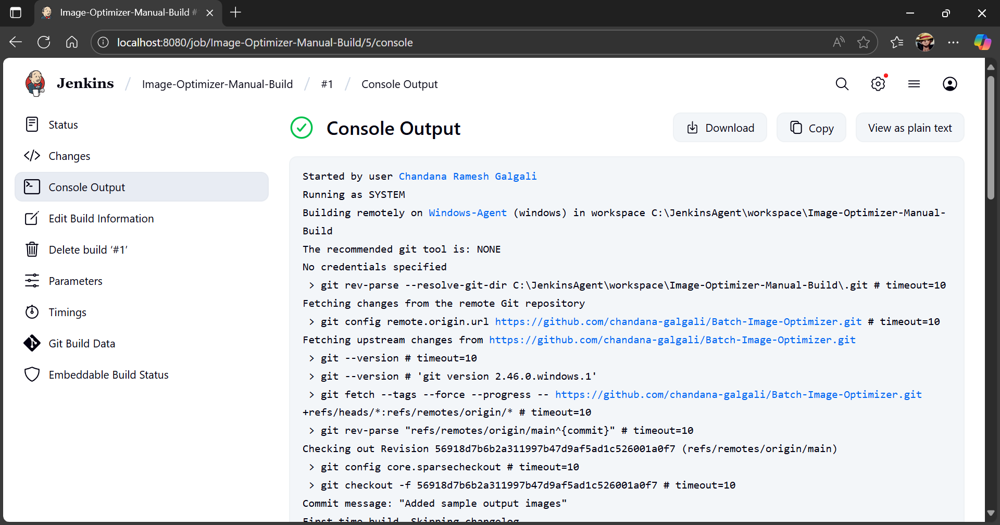 Image-Optimizer-Manual-Build #
localhost:8080/job/Image-Optimizer-Manual-Build/5/console
Jenkins / Image-Optimizer-Manual-Build / #1 / Console Output
Status
Changes
Console Output
Edit Build Information
Delete build ‘#1’
Parameters
Timings
Git Build Data
Embeddable Build Status
Console Output
Download
Copy
View as plain text
Started by user Chandana Ramesh Galgali
Running as SYSTEM
Building remotely on Windows-Agent (windows) in workspace C:\JenkinsAgent\workspace\Image-Optimizer-Manual-
Build
The recommended git tool is: NONE
No credentials specified
> git rev-parse --resolve-git-dir C:\JenkinsAgent\workspace\Image-Optimizer-Manual-Build\.git # timeout=10
Fetching changes from the remote Git repository
> git config remote.origin.url https://github.com/chandana-galgali/Batch-Image-Optimizer.git # timeout=10
Fetching upstream changes from https://github.com/chandana-galgali/Batch-Image-Optimizer.git
> git --version # timeout=10
> git --version # 'git version 2.46.0.windows.1'
> git fetch --tags --force --progress -- https://github.com/chandana-galgali/Batch-Image-Optimizer.git
+refs/heads/*:refs/remotes/origin/* # timeout=10
> git rev-parse "refs/remotes/origin/main^{commit}" # timeout=10
Checking out Revision 56918d7b6b2a311997b47d9af5ad1c526001a0f7 (refs/remotes/origin/main)
> git config core.sparsecheckout # timeout=10
> git checkout -f 56918d7b6b2a311997b47d9af5ad1c526001a0f7 # timeout=10
Commit message: "Added sample output images"
First time build. Skipping changelog.